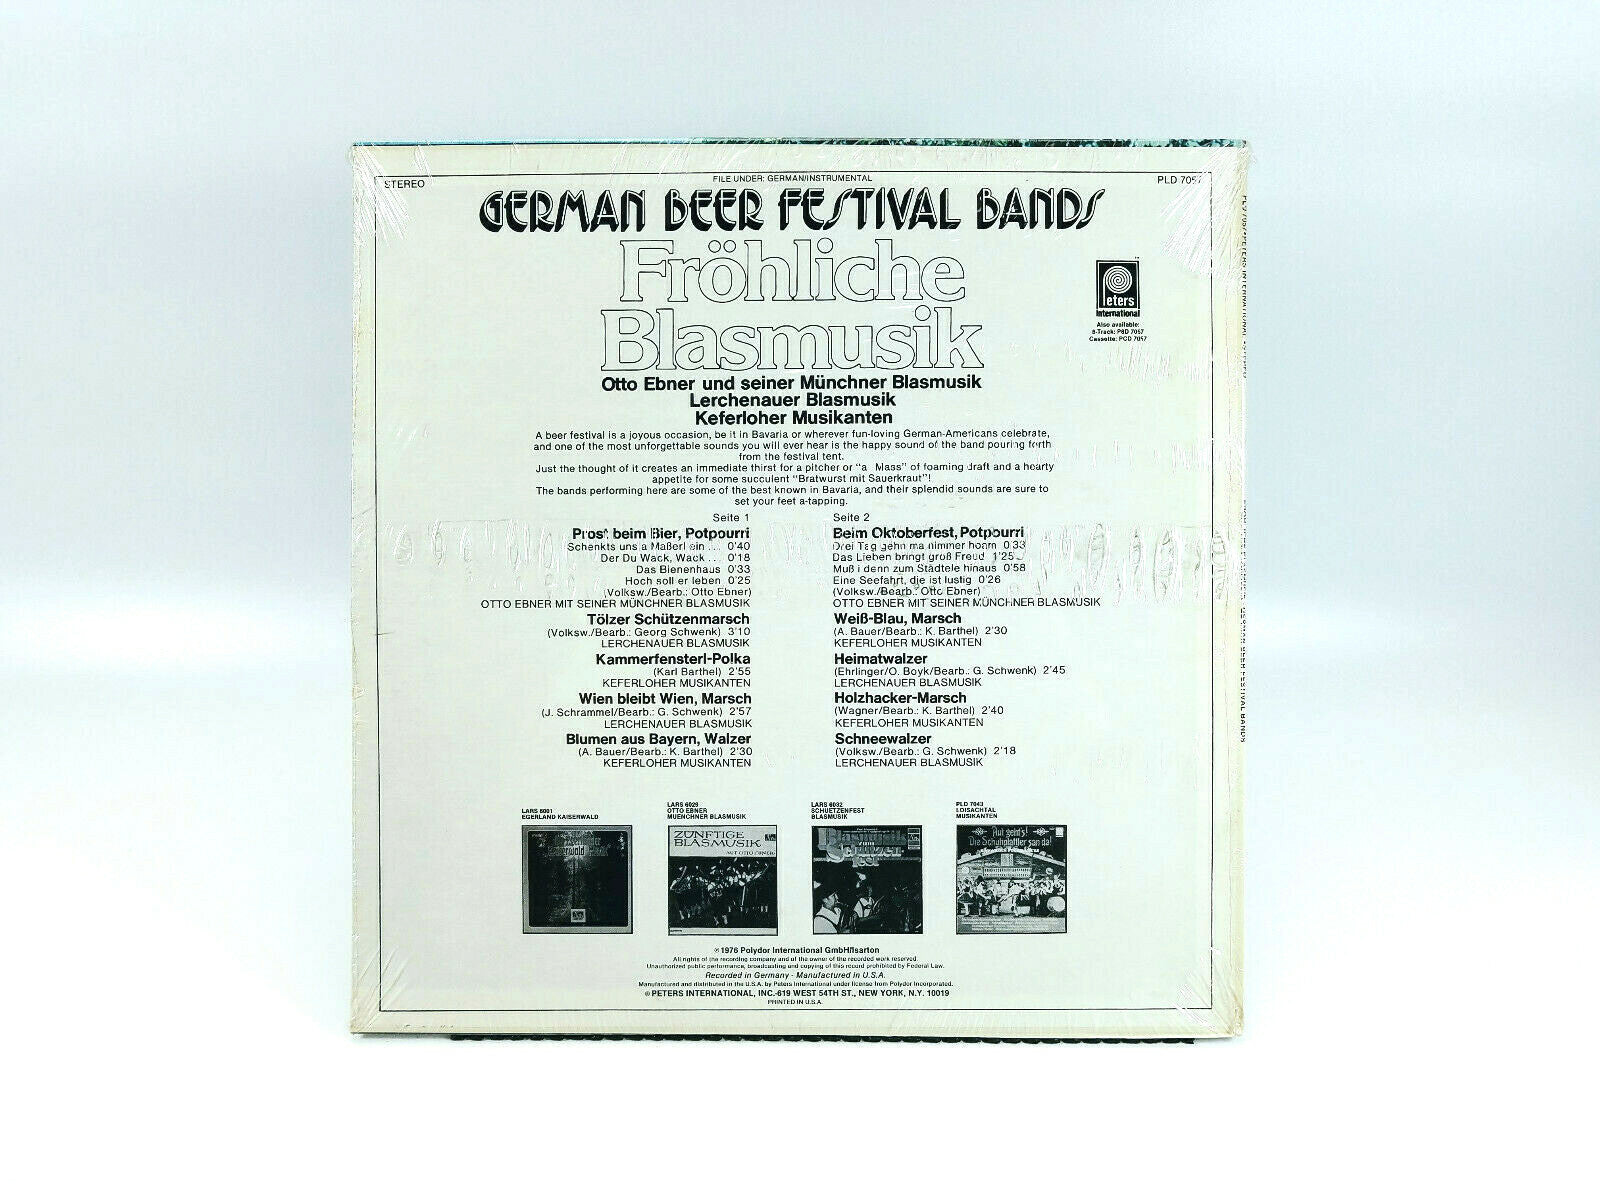 FILE UNDER: GERMAN/INSTRUMENTAL
STEREO
PLD 7057
GERMAN BEER FESTIVAL BANDS
Fröhliche
Blasmusik
Peters
International
Also available:
8-Track: P8D 7057
Cassette: PCD 7057
Otto Ebner und seiner Münchner Blasmusik
Lerchenauer Blasmusik
Keferloher Musikanten
A beer festival is a joyous occasion, be it in Bavaria or wherever fun-loving German-Americans celebrate,
and one of the most unforgettable sounds you will ever hear is the happy sound of the band pouring forth
from the festival tent.
Just the thought of it creates an immediate thirst for a pitcher or "a Mass" of foaming draft and a hearty
appetite for some succulent "Bratwurst mit Sauerkraut"!
The bands performing here are some of the best known in Bavaria, and their splendid sounds are sure to
set your feet a-tapping.
Seite 1
Prost beim Bier, Potpourri
Schenkts uns a Maßerl ein ... 0'40
Der Du Wack, Wack ... 0'18
Das Bienenhaus 0'33
Hoch soll er leben 0'25
(Volksw./Bearb.: Otto Ebner)
OTTO EBNER MIT SEINER MÜNCHNER BLASMUSIK
Tölzer Schützenmarsch
(Volksw./Bearb.: Georg Schwenk) 3'10
LERCHENAUER BLASMUSIK
Kammerfensterl-Polka
(Karl Barthel) 2'55
KEFERLOHER MUSIKANTEN
Wien bleibt Wien, Marsch
(J. Schrammel/Bearb.: G. Schwenk) 2'57
LERCHENAUER BLASMUSIK
Blumen aus Bayern, Walzer
(A. Bauer/Bearb.: K. Barthel) 2'30
KEFERLOHER MUSIKANTEN
Seite 2
Beim Oktoberfest, Potpourri
Drei Tag gehn ma nimmer hoam 0'33
Das Lieben bringt groß Freud 1'25
Muß i denn zum Städtele hinaus 0'58
Eine Seefahrt, die ist lustig 0'26
(Volksw./Bearb.: Otto Ebner)
OTTO EBNER MIT SEINER MÜNCHNER BLASMUSIK
Weiß-Blau, Marsch
(A. Bauer/Bearb.: K. Barthel) 2'30
KEFERLOHER MUSIKANTEN
Heimatwalzer
(Ehrlinger/O. Boyk/Bearb.: G. Schwenk) 2'45
LERCHENAUER BLASMUSIK
Holzhacker-Marsch
(Wagner/Bearb.: K. Barthel) 2'40
KEFERLOHER MUSIKANTEN
Schneewalzer
(Volksw./Bearb.: G. Schwenk) 2'18
LERCHENAUER BLASMUSIK
LARS 6001
EGERLAND KAISERWALD
LARS 6029
OTTO EBNER
MUENCHNER BLASMUSIK
ZÜNFTIGE
BLASMUSIK
MIT OTTO EBNER
LARS 6032
SCHUETZENFEST
BLASMUSIK
Blasmusik
zum
Schützen
fest
PLD 7043
LOISACHTAL
MUSIKANTEN
Auf geht's!
Die Schuhplattler san da!
℗ 1976 Polydor International GmbH/Isarton
All rights of the recording company and of the owner of the recorded work reserved.
Unauthorized public performance, broadcasting and copying of this record prohibited by Federal Law.
Recorded in Germany - Manufactured in U.S.A.
Manufactured and distributed in the U.S.A. by Peters International under license from Polydor Incorporated.
℗ PETERS INTERNATIONAL, INC.-619 WEST 54TH ST., NEW YORK, N.Y. 10019
PRINTED IN U.S.A.